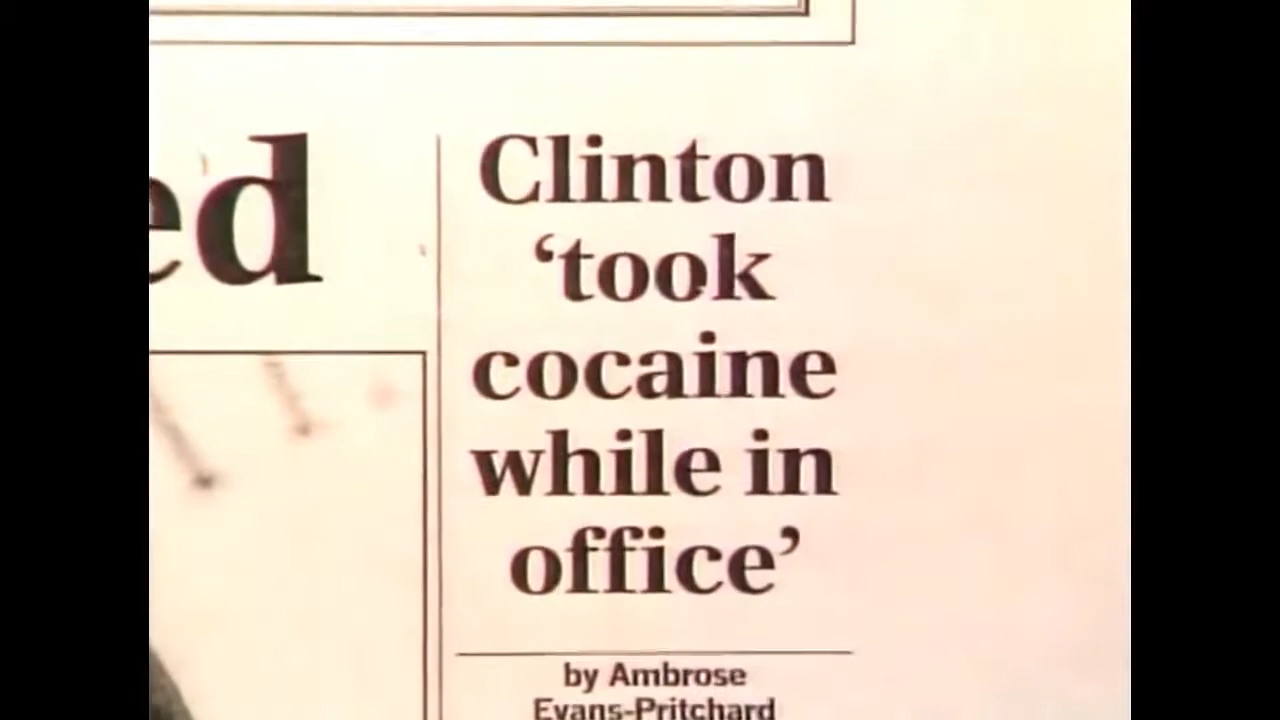 ed
Clinton
‘took
cocaine
while in
office’
by Ambrose
Evans-Pritchard